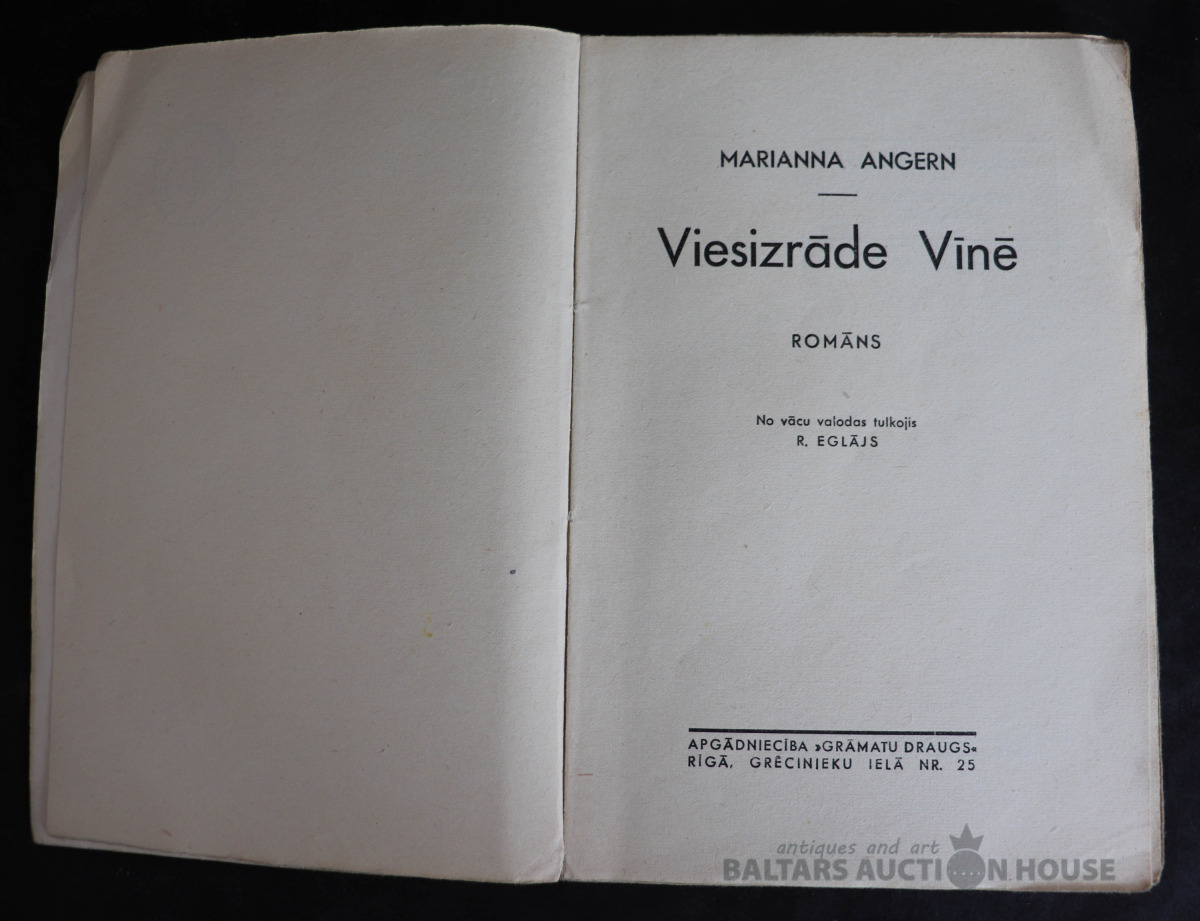 MARIANNA ANGERN
Viesizrāde Vīnē
ROMĀNS
No vācu valodas tulkojis
R. EGLĀJS
APGĀDNIECĪBA »GRĀMATU DRAUGS«
RĪGĀ, GRĒCINIEKU IELĀ NR. 25
antiques and art
BALTARS AUCTION HOUSE